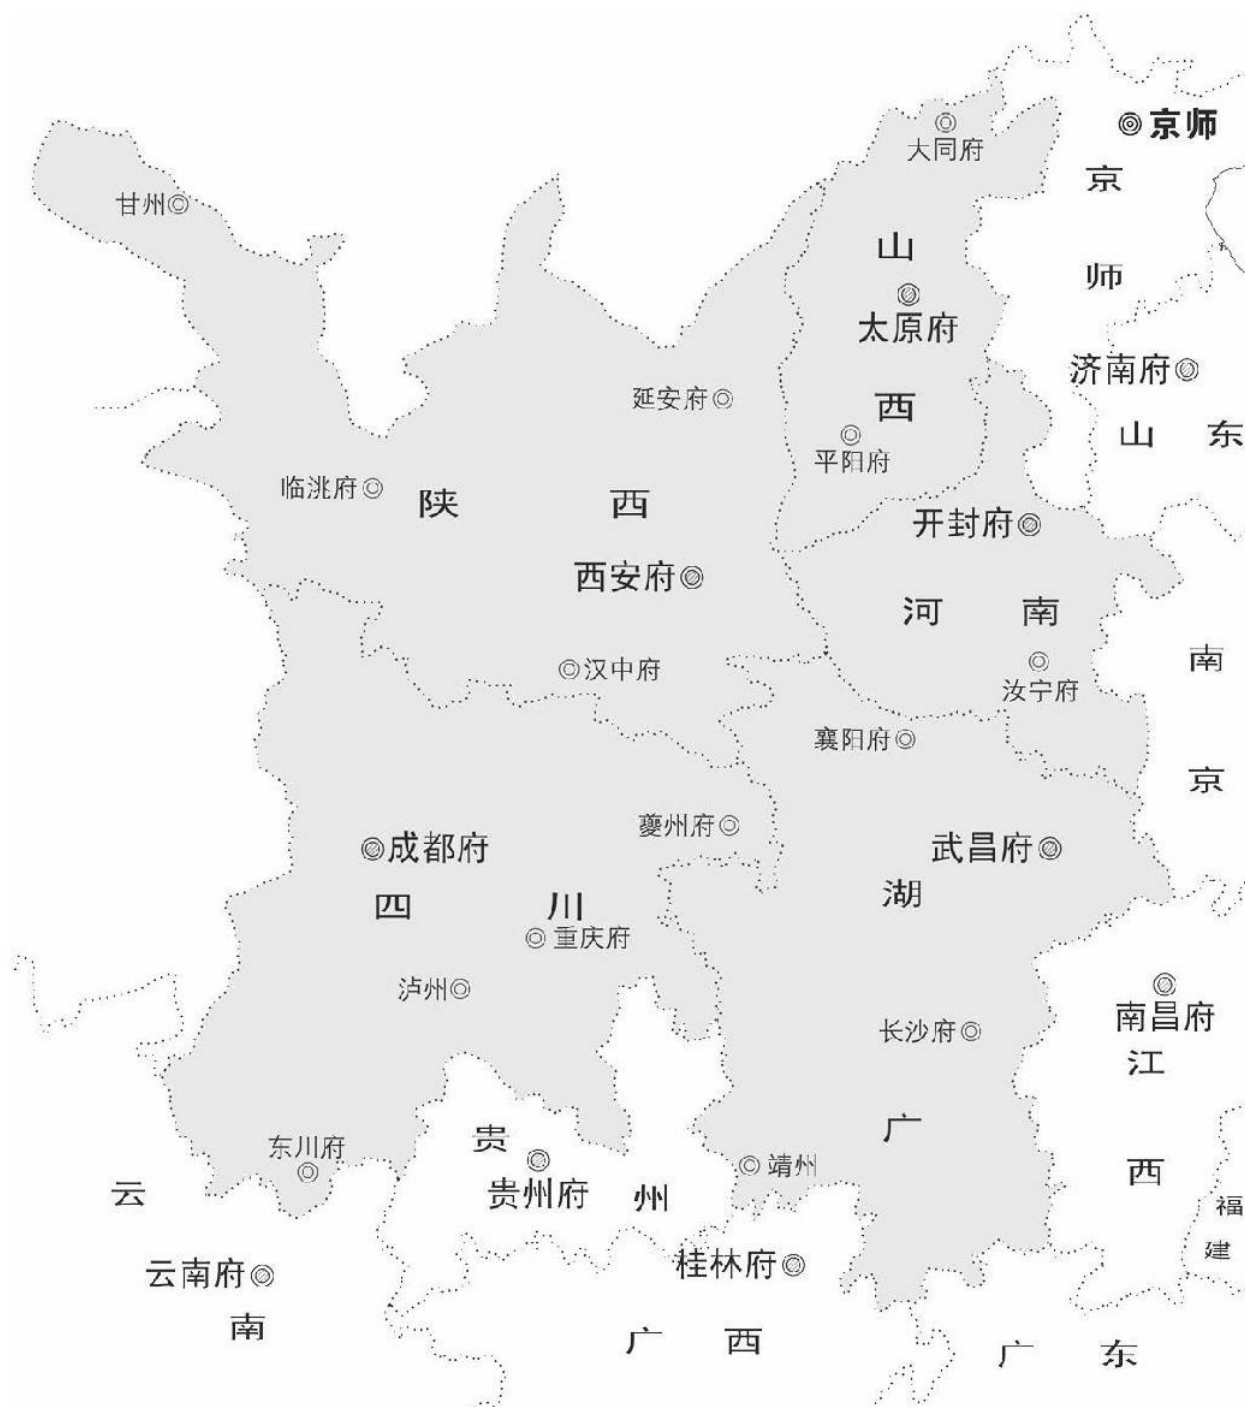 京师
大同府
京
甘州
山
师
太原府
济南府
延安府
西
山 东
平阳府
临洮府
陕 西
开封府
西安府
河 南
南
汉中府
汝宁府
襄阳府
京
夔州府
成都府
武昌府
湖
四 川
重庆府
泸州
南昌府
长沙府
江
广
贵
东川府
靖州
西
云
贵州府
州
福
建
桂林府
云南府
南
广 西
广 东